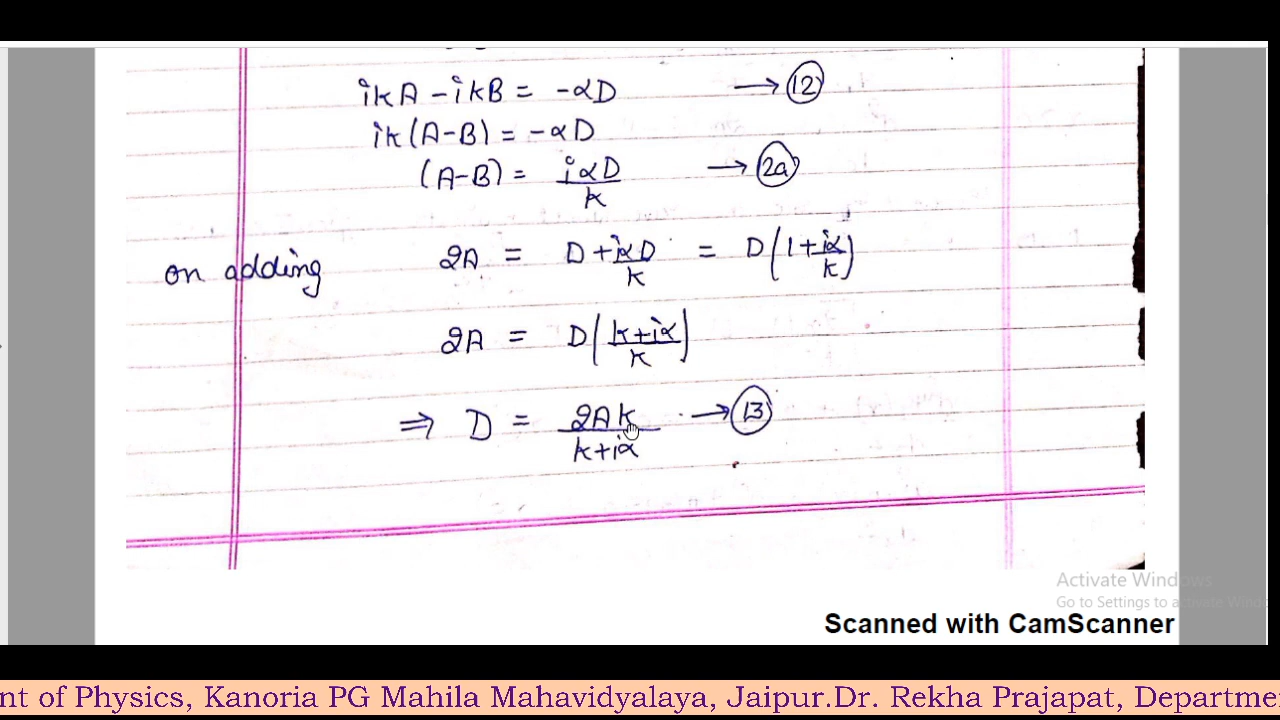 ikA - ikB = -αD → (12)
ik(A-B) = -αD
(A-B) = iαD/k → (2a)
on adding 2A = D + iαD/k = D(1 + iα/k)
2A = D((k+iα)/k)
⇒ D = 2Ak/(k+iα) → (13)
Activate Windows
Go to Settings to activate Wind
Scanned with CamScanner
nt of Physics, Kanoria PG Mahila Mahavidyalaya, Jaipur.Dr. Rekha Prajapat, Departme